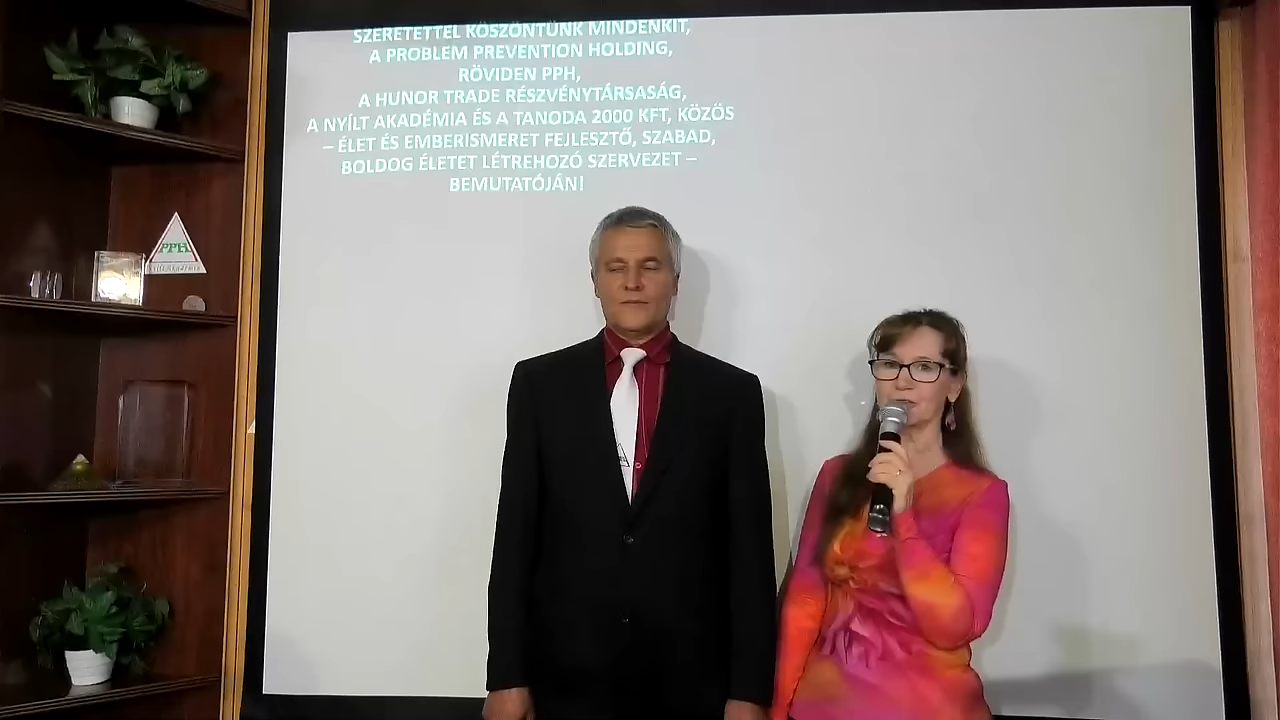 SZERETETTEL KÖSZÖNTÜNK MINDENKIT,
A PROBLEM PREVENTION HOLDING,
RÖVIDEN PPH,
A HUNOR TRADE RÉSZVÉNYTÁRSASÁG,
A NYÍLT AKADÉMIA ÉS A TANODA 2000 KFT, KÖZÖS
– ÉLET ÉS EMBERISMERET FEJLESZTŐ, SZABAD,
BOLDOG ÉLETET LÉTREHOZÓ SZERVEZET –
BEMUTATÓJÁN!
PPH